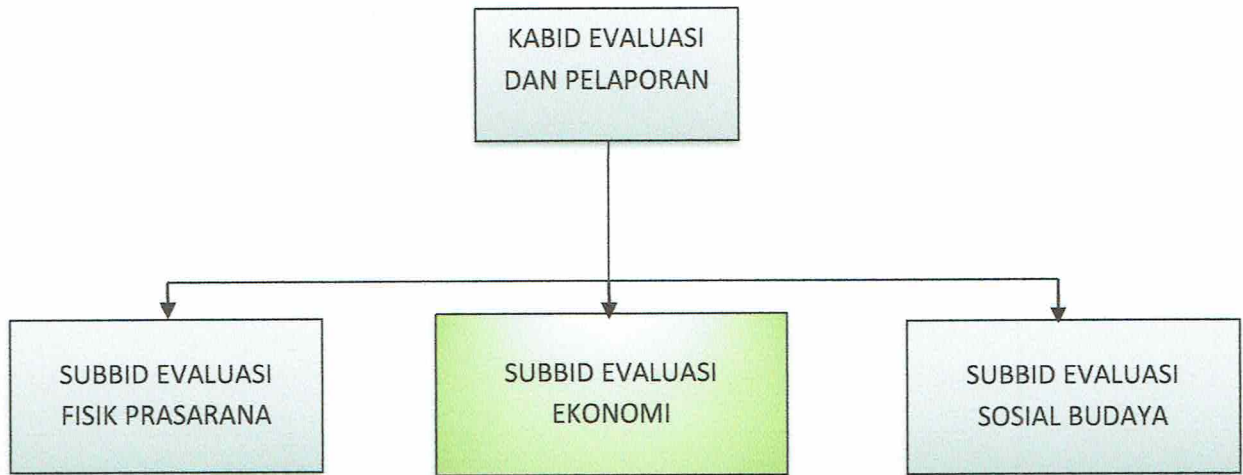 KABID EVALUASI
DAN PELAPORAN
SUBBID EVALUASI
FISIK PRASARANA
SUBBID EVALUASI
EKONOMI
SUBBID EVALUASI
SOSIAL BUDAYA